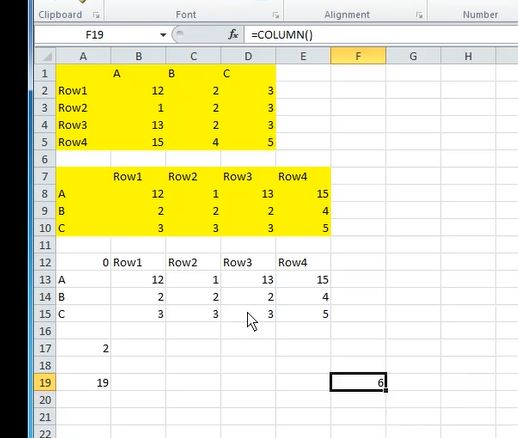 Clipboard Font Alignment Number
F19 fx =COLUMN()
A B C D E F G H
1 A B C
2 Row1 12 2 3
3 Row2 1 2 3
4 Row3 13 2 3
5 Row4 15 4 5
6
7 Row1 Row2 Row3 Row4
8 A 12 1 13 15
9 B 2 2 2 4
10 C 3 3 3 5
11
12 0 Row1 Row2 Row3 Row4
13 A 12 1 13 15
14 B 2 2 2 4
15 C 3 3 3 5
16
17 2
18
19 19 6
20
21
22